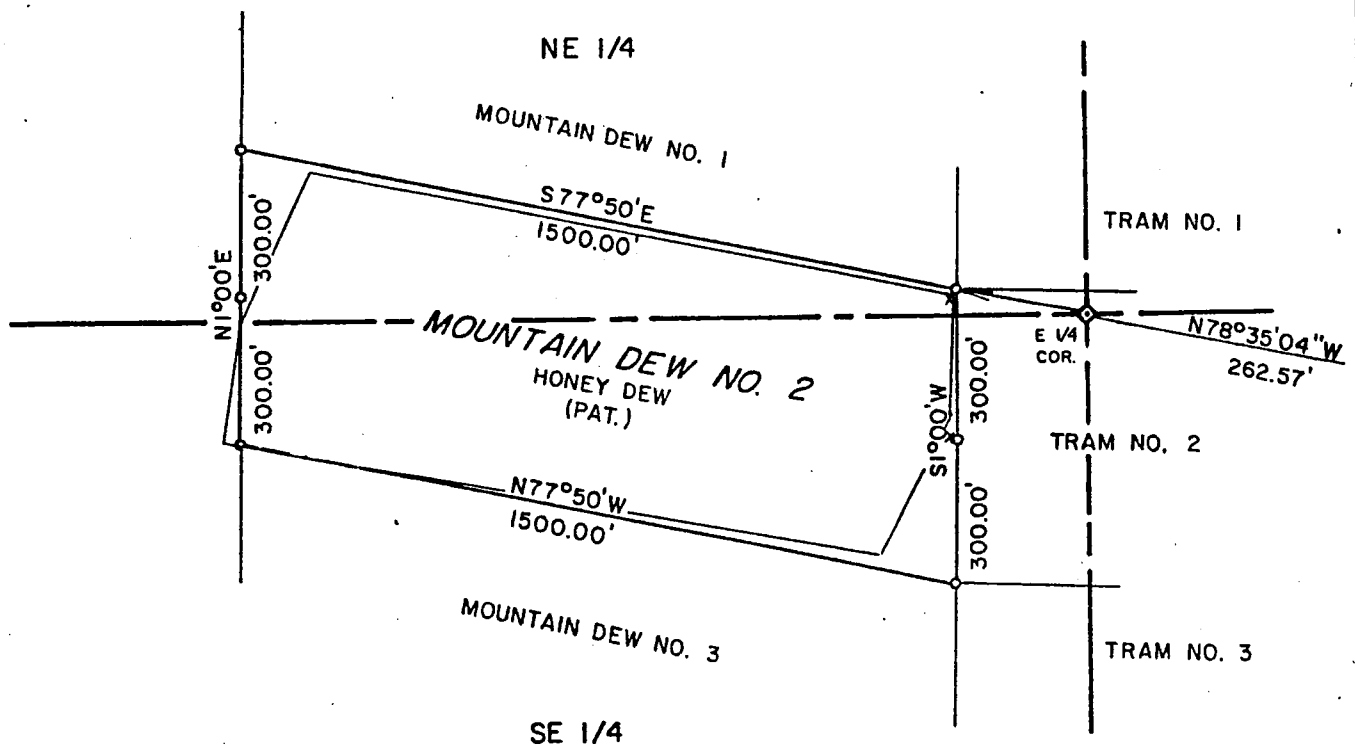 NE 1/4
MOUNTAIN DEW NO. 1
S77°50'E
1500.00'
TRAM NO. 1
300.00'
N1°00'E
MOUNTAIN DEW NO. 2
HONEY DEW
(PAT.)
E 1/4
COR.
N78°35'04"W
262.57'
300.00'
300.00'
S1°00'W
TRAM NO. 2
N77°50'W
1500.00'
300.00'
MOUNTAIN DEW NO. 3
TRAM NO. 3
SE 1/4